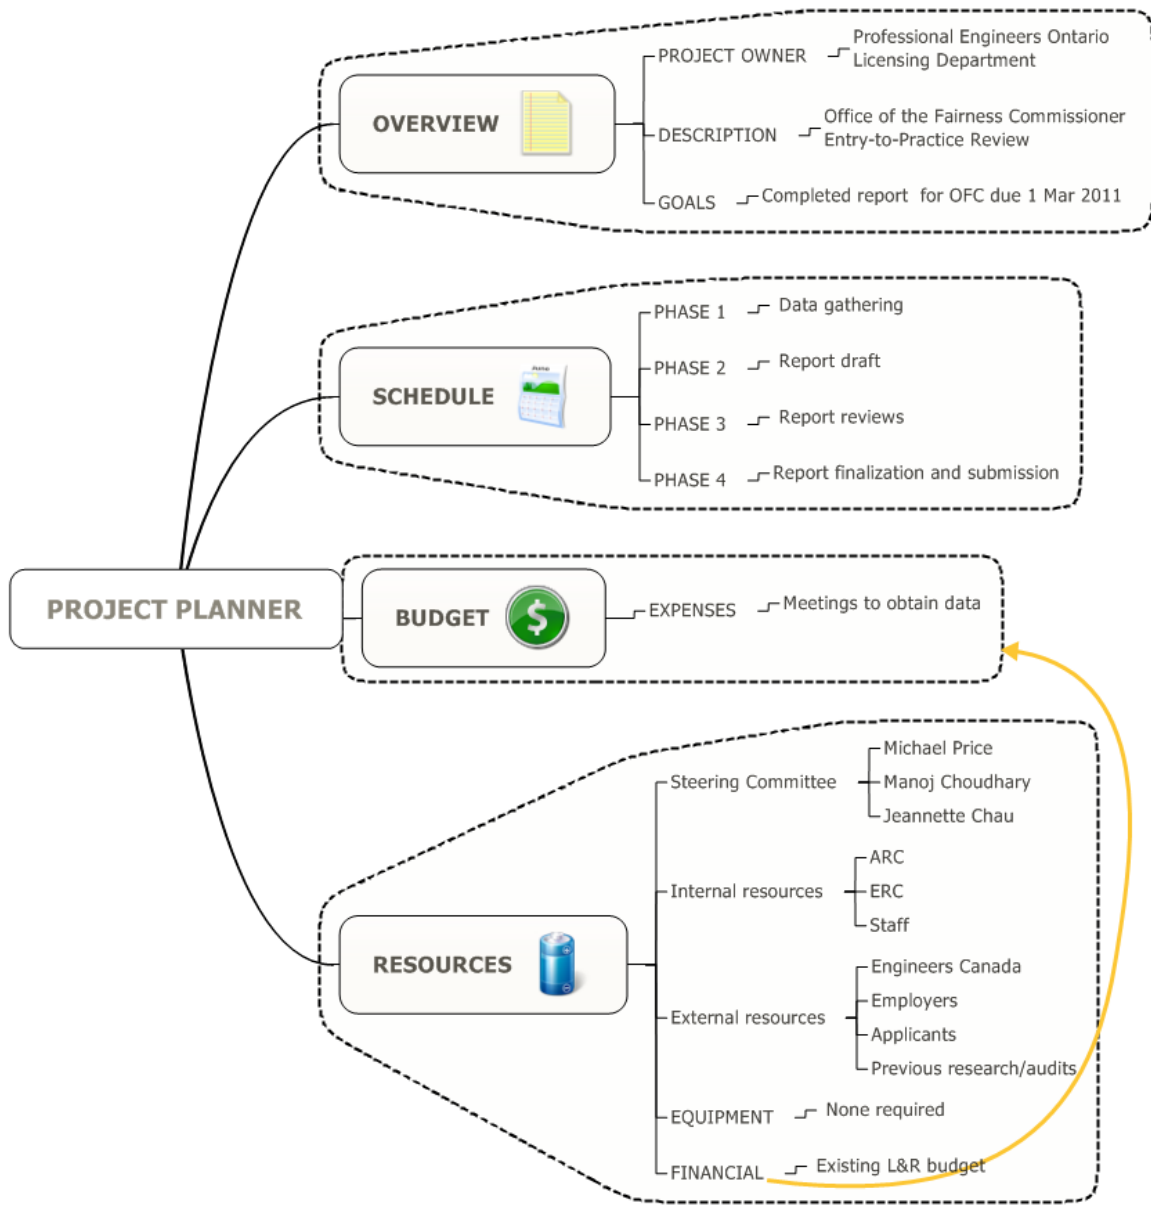 PROJECT PLANNER
OVERVIEW
PROJECT OWNER
Professional Engineers Ontario
Licensing Department
DESCRIPTION
Office of the Fairness Commissioner
Entry-to-Practice Review
GOALS
Completed report for OFC due 1 Mar 2011
SCHEDULE
PHASE 1
Data gathering
PHASE 2
Report draft
PHASE 3
Report reviews
PHASE 4
Report finalization and submission
BUDGET
$
EXPENSES
Meetings to obtain data
RESOURCES
Steering Committee
Michael Price
Manoj Choudhary
Jeannette Chau
Internal resources
ARC
ERC
Staff
External resources
Engineers Canada
Employers
Applicants
Previous research/audits
EQUIPMENT
None required
FINANCIAL
Existing L&R budget